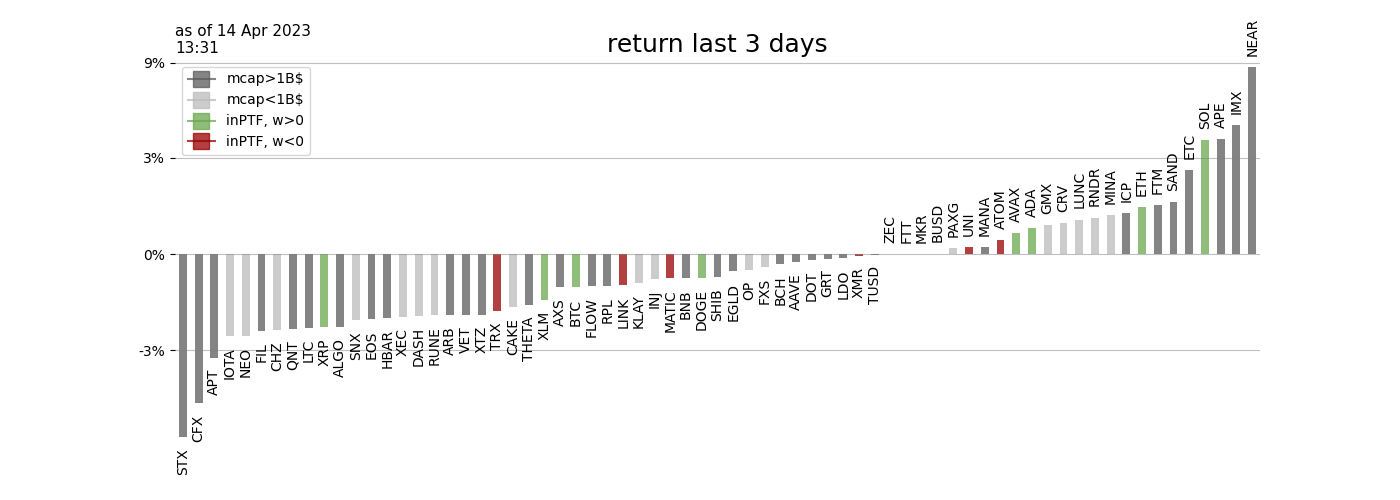 as of 14 Apr 2023
13:31
return last 3 days
9%
3%
0%
-3%
mcap>1B$
mcap<1B$
inPTF, w>0
inPTF, w<0
STX
CFX
APT
IOTA
NEO
FIL
CHZ
QNT
LTC
XRP
ALGO
SNX
EOS
HBAR
XEC
DASH
RUNE
ARB
VET
XTZ
TRX
CAKE
THETA
XLM
AXS
BTC
FLOW
RPL
LINK
KLAY
INJ
MATIC
BNB
DOGE
SHIB
EGLD
OP
FXS
BCH
AAVE
DOT
GRT
LDO
XMR
TUSD
ZEC
FTT
MKR
BUSD
PAXG
UNI
MANA
ATOM
AVAX
ADA
GMX
CRV
LUNC
RNDR
MINA
ICP
ETH
FTM
SAND
ETC
SOL
APE
IMX
NEAR